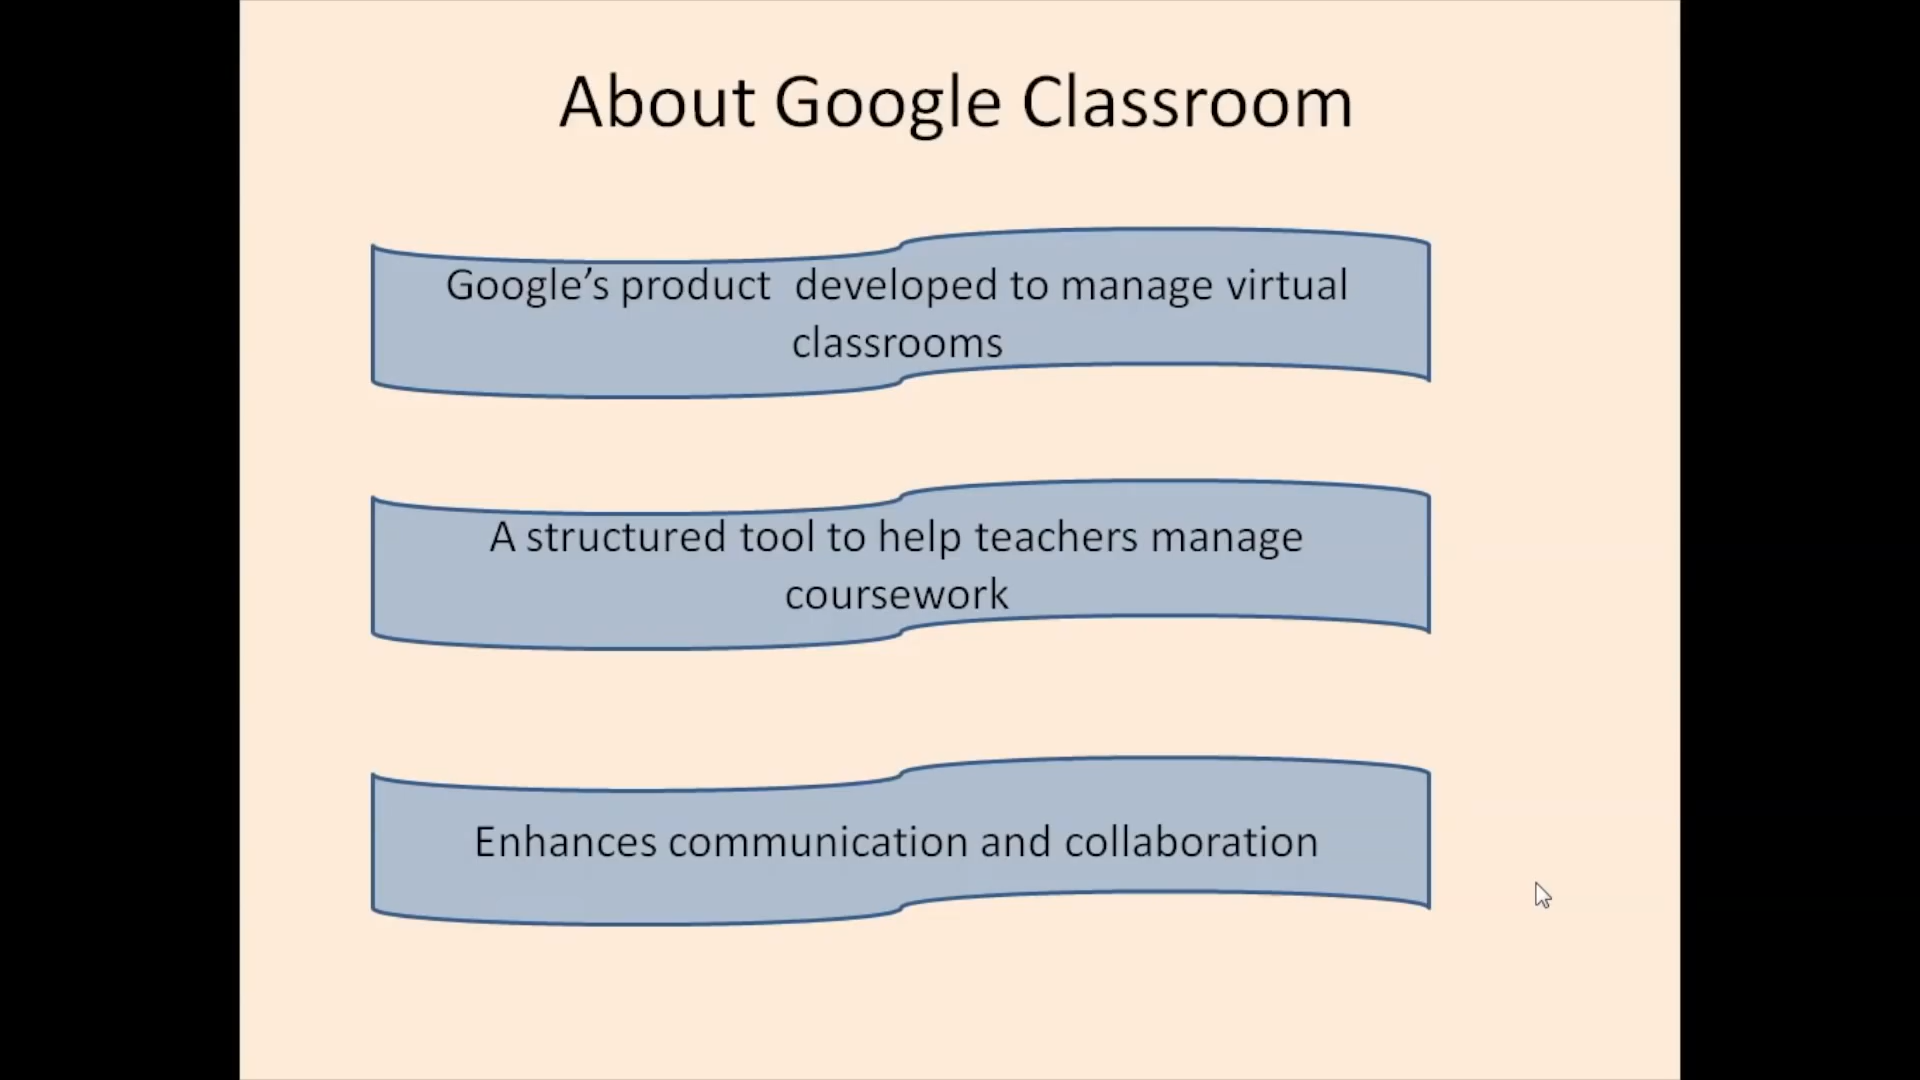 About Google Classroom
Google’s product  developed to manage virtual
classrooms
A structured tool to help teachers manage
coursework
Enhances communication and collaboration